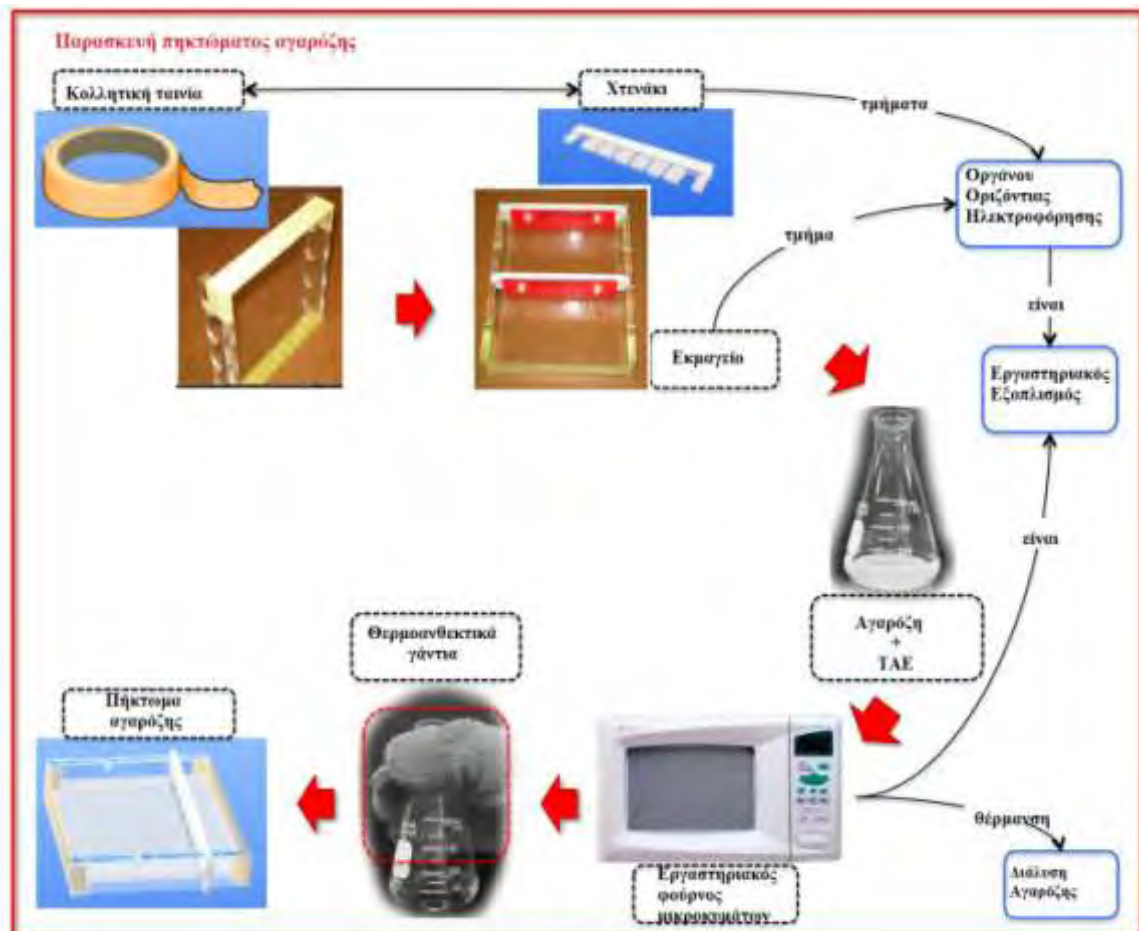 Παρασκευή πηκτώματος αγαρόζης
Κολλητική ταινία
Χτενάκι
τμήματα
Οργάνου
Οριζόντιας
Ηλεκτροφόρησης
τμήμα
είναι
Εκμαγείο
Εργαστηριακός
Εξοπλισμός
είναι
Αγαρόζη
+
ΤΑΕ
Θερμοανθεκτικά
γάντια
Πήκτωμα
αγαρόζης
θέρμανση
Εργαστηριακός
φούρνος
μικροκυμάτων
Διάλυση
Αγαρόζης